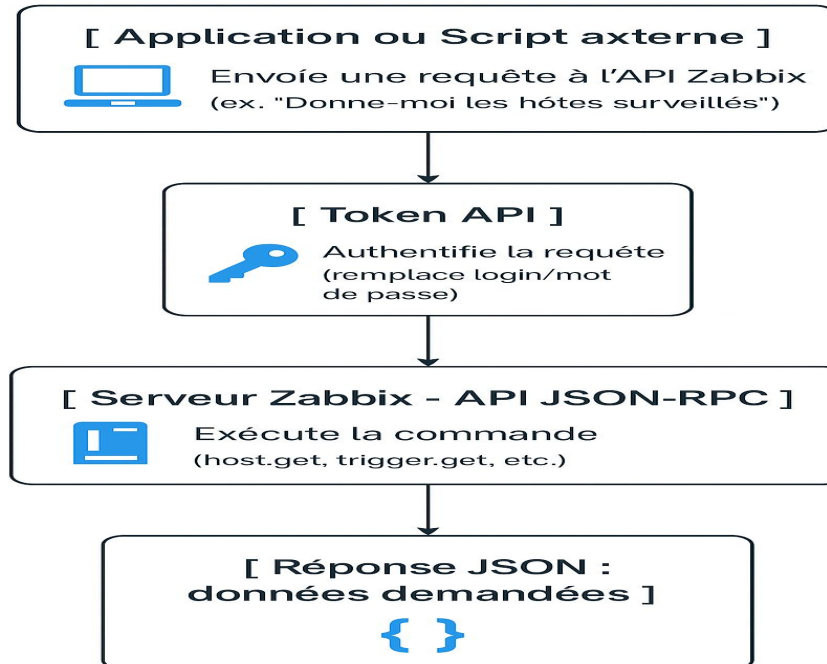 [ Application ou Script axterne ]
Envoíe une requête à l'API Zabbix
(ex. "Donne-moi les hótes surveillés")
[ Token API ]
Authentifie la requéte
(remplace login/mot
de passe)
[ Serveur Zabbix - API JSON-RPC ]
Exécute la commande
(host.get, trigger.get, etc.)
[ Réponse JSON :
données demandées ]
{ }